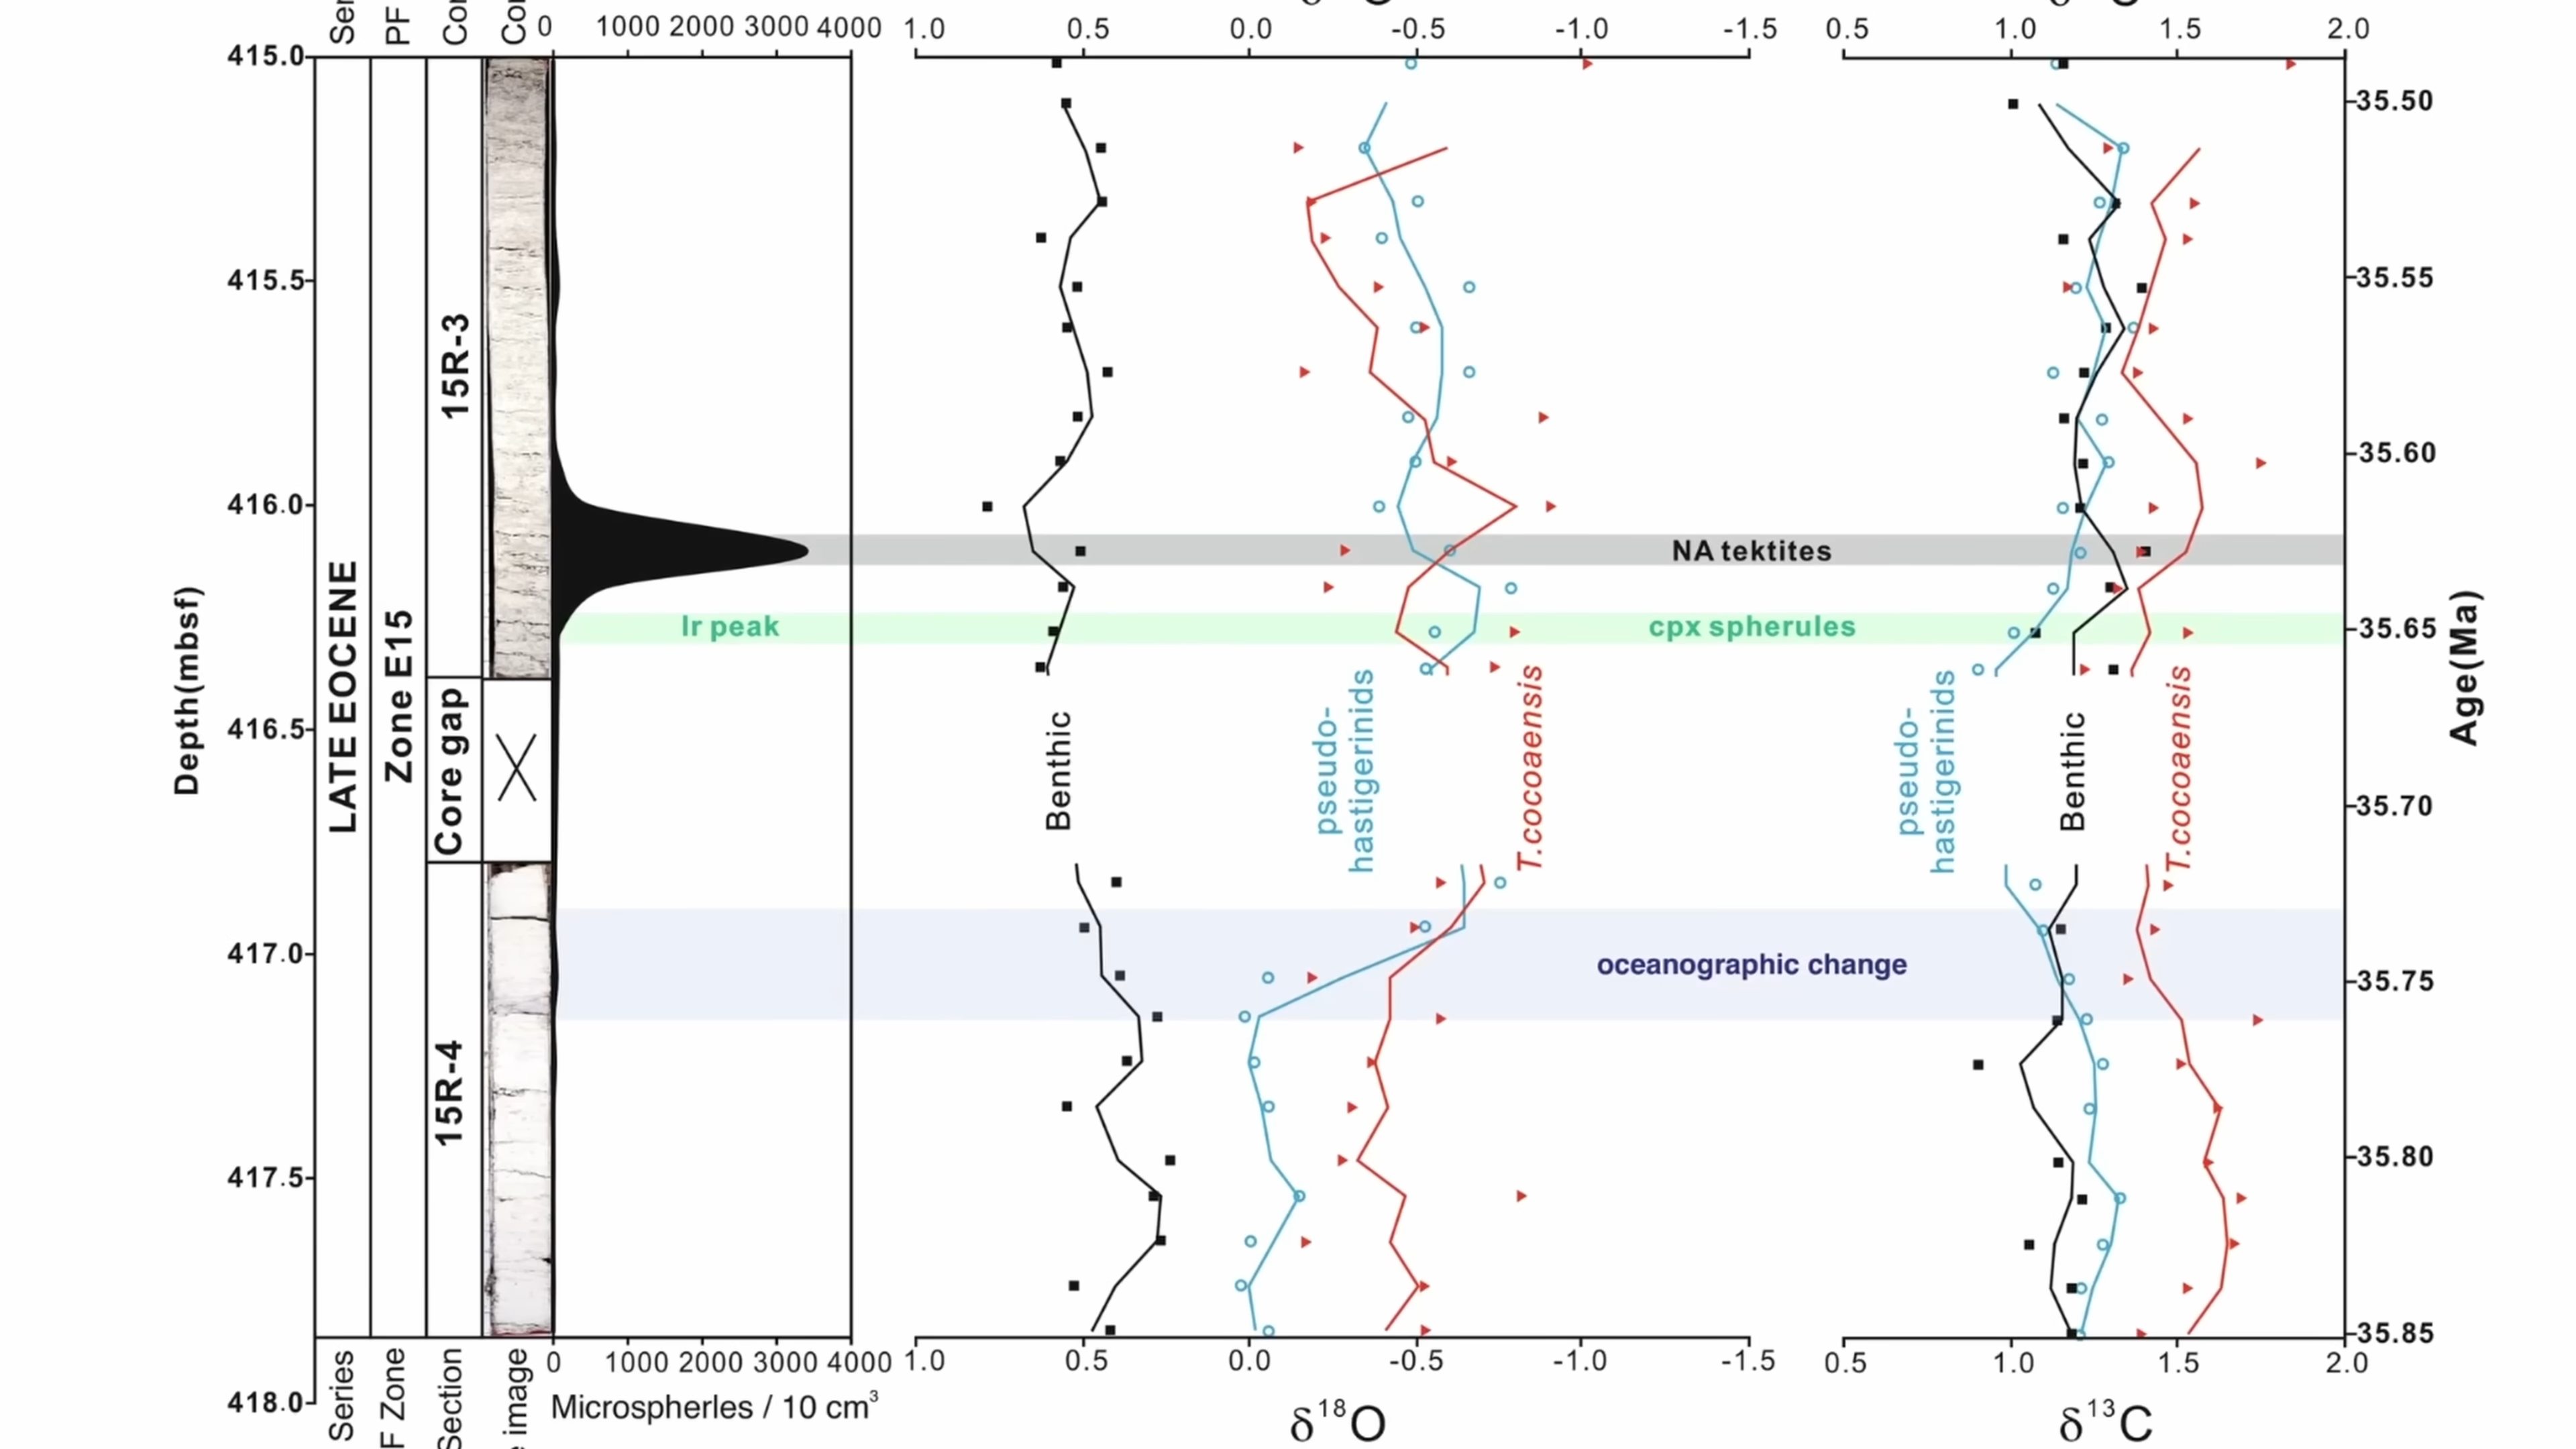 Ser
PF
Cor
Cor
0 1000 2000 3000 4000
1.0 0.5 0.0 -0.5 -1.0 -1.5
0.5 1.0 1.5 2.0
415.0
415.5
416.0
416.5
417.0
417.5
418.0
Depth(mbsf)
LATE EOCENE
Zone E15
15R-3
Core gap
15R-4
NA tektites
Ir peak
cpx spherules
Benthic
pseudo-
hastigerinids
T.cocoaensis
pseudo-
hastigerinids
Benthic
T.cocoaensis
oceanographic change
35.50
35.55
35.60
35.65
35.70
35.75
35.80
35.85
Age(Ma)
0 1000 2000 3000 4000
1.0 0.5 0.0 -0.5 -1.0 -1.5
0.5 1.0 1.5 2.0
Series
F Zone
Section
e image
Microspherles / 10 cm³
δ¹⁸O
δ¹³C